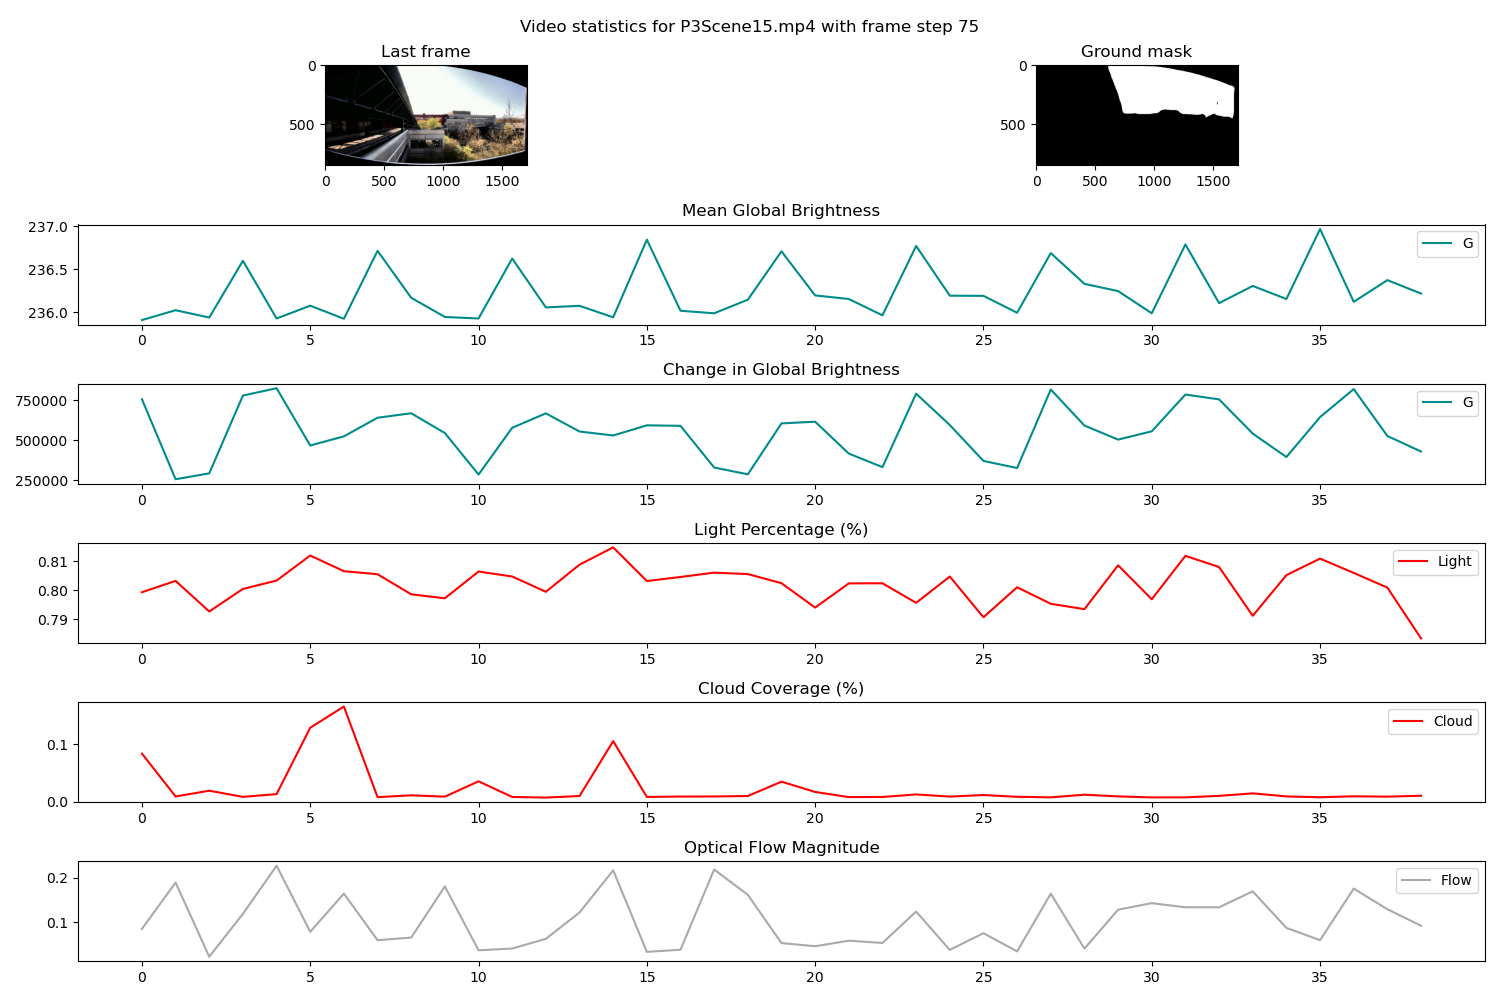 Video statistics for P3Scene15.mp4 with frame step 75
Last frame
0
500
0 500 1000 1500
Ground mask
0
500
0 500 1000 1500
Mean Global Brightness
237.0
236.5
236.0
G
0 5 10 15 20 25 30 35
Change in Global Brightness
750000
500000
250000
G
0 5 10 15 20 25 30 35
Light Percentage (%)
0.81
0.80
0.79
Light
0 5 10 15 20 25 30 35
Cloud Coverage (%)
0.1
0.0
Cloud
0 5 10 15 20 25 30 35
Optical Flow Magnitude
0.2
0.1
Flow
0 5 10 15 20 25 30 35